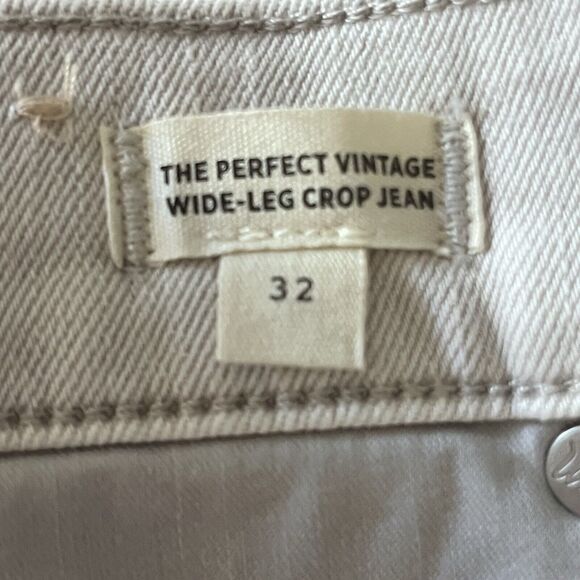 THE PERFECT VINTAGE
WIDE-LEG CROP JEAN
32